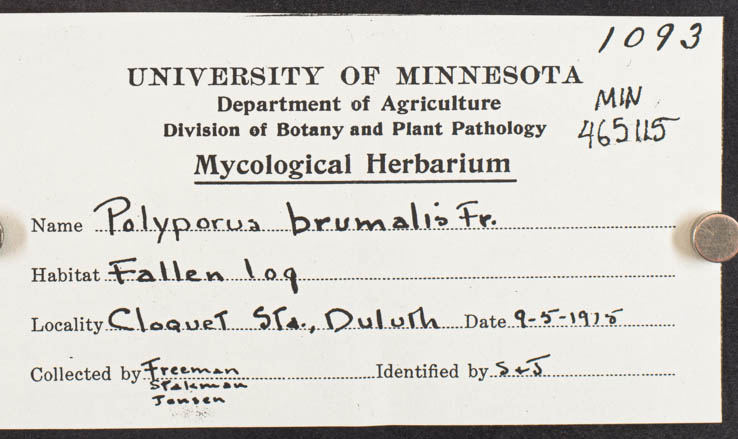 1093
UNIVERSITY OF MINNESOTA
Department of Agriculture
MIN
Division of Botany and Plant Pathology
465115
Mycological Herbarium
Name Polyporus brumalis Fr.
Habitat Fallen log
Locality Cloquet Sta., Duluth Date 9-5-1915
Collected by Freeman Identified by S & J
Stakman
Jensen